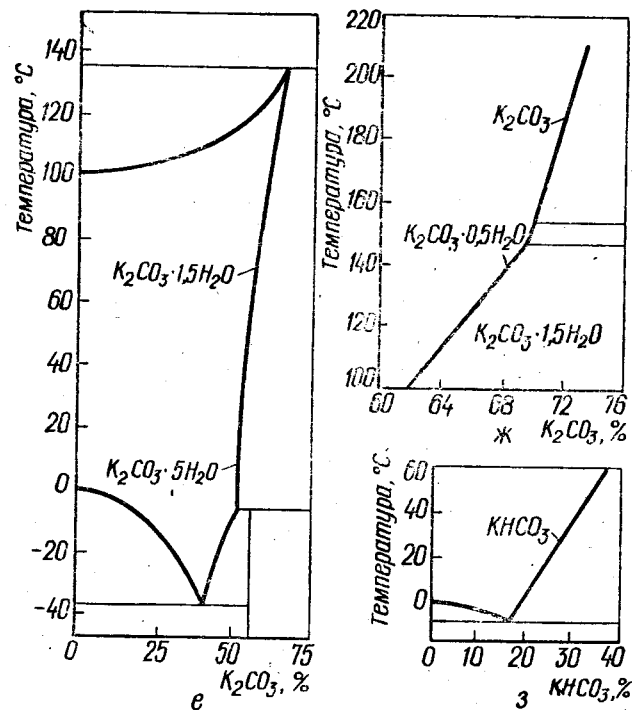 Температура, °С
140
120
100
80
60
40
20
0
-20
-40
K₂CO₃·1,5H₂O
K₂CO₃·5H₂O
0 25 50 75
K₂CO₃, %
е
Температура, °С
220
200
180
160
140
120
100
K₂CO₃
K₂CO₃·0,5H₂O
K₂CO₃·1,5H₂O
60 64 68 72 76
ж K₂CO₃, %
Температура, °С
60
40
20
0
KHCO₃
0 10 20 30 40
з KHCO₃, %